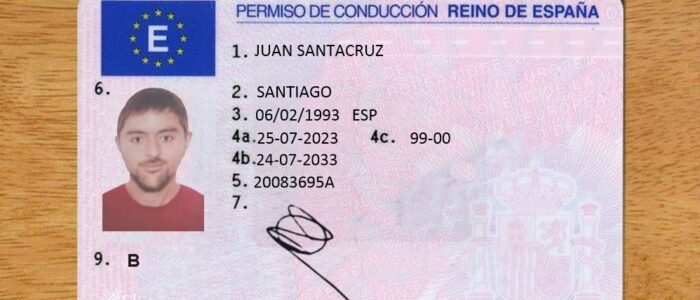 PERMISO DE CONDUCCIÓN REINO DE ESPAÑA
E
1. JUAN SANTACRUZ
6.
2. SANTIAGO
3. 06/02/1993 ESP
4a. 25-07-2023 4c. 99-00
4b. 24-07-2033
5. 20083695A
7.
9. B